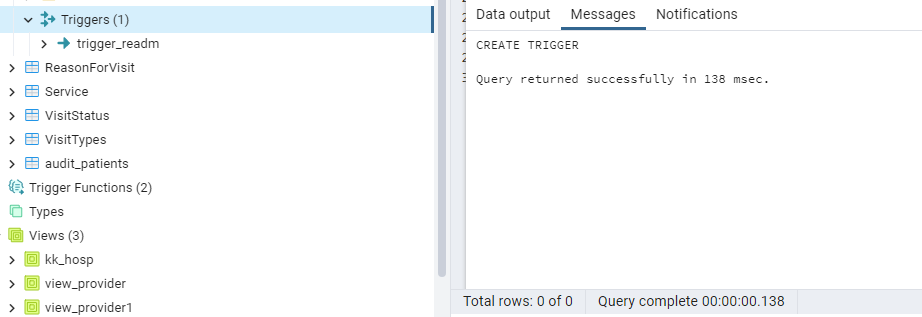 Triggers (1)
trigger_readm
ReasonForVisit
Service
VisitStatus
VisitTypes
audit_patients
Trigger Functions (2)
Types
Views (3)
kk_hosp
view_provider
view_provider1
Data output Messages Notifications
CREATE TRIGGER
Query returned successfully in 138 msec.
Total rows: 0 of 0 Query complete 00:00:00.138